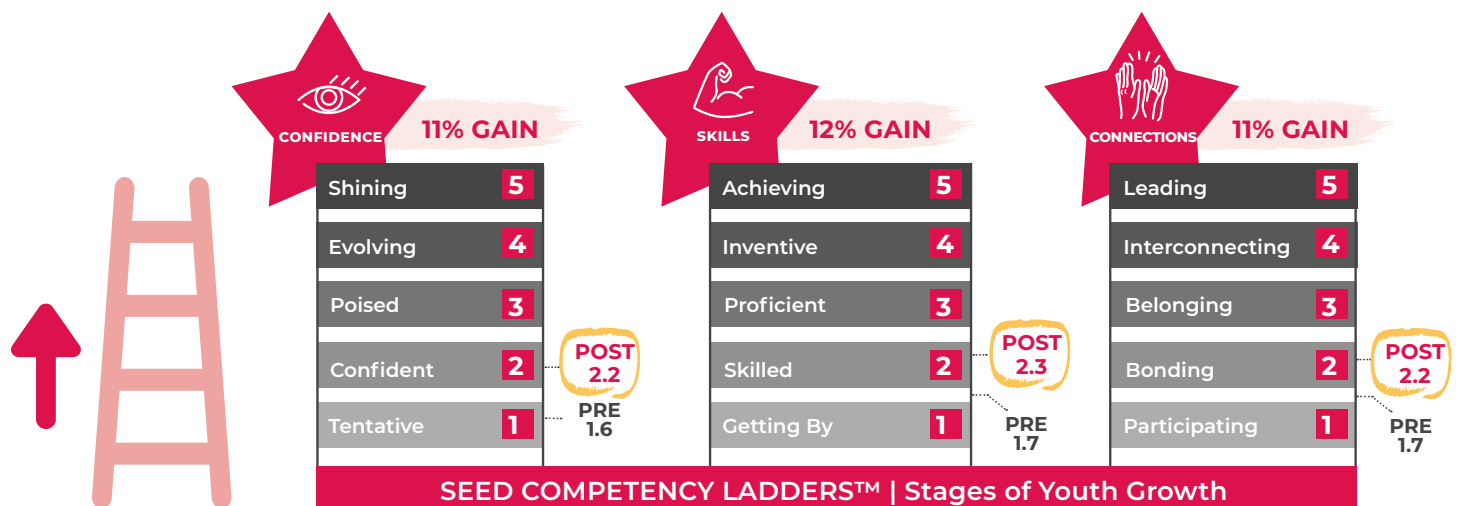 CONFIDENCE
11% GAIN
Shining 5
Evolving 4
Poised 3
Confident 2
Tentative 1
POST
2.2
PRE
1.6
SKILLS
12% GAIN
Achieving 5
Inventive 4
Proficient 3
Skilled 2
Getting By 1
POST
2.3
PRE
1.7
CONNECTIONS
11% GAIN
Leading 5
Interconnecting 4
Belonging 3
Bonding 2
Participating 1
POST
2.2
PRE
1.7
SEED COMPETENCY LADDERS™ | Stages of Youth Growth